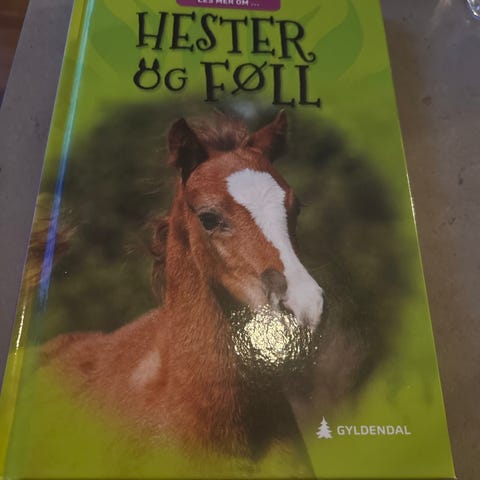 LES MER OM ...
HESTER
OG FØLL
GYLDENDAL